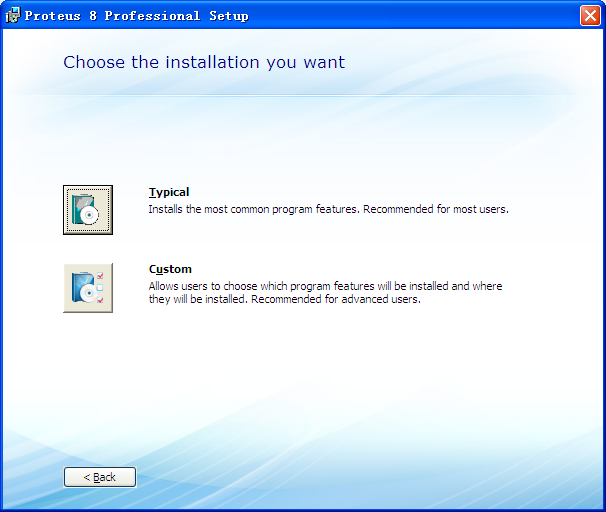 Proteus 8 Professional Setup
Choose the installation you want
Typical
Installs the most common program features. Recommended for most users.
Custom
Allows users to choose which program features will be installed and where
they will be installed. Recommended for advanced users.
< Back